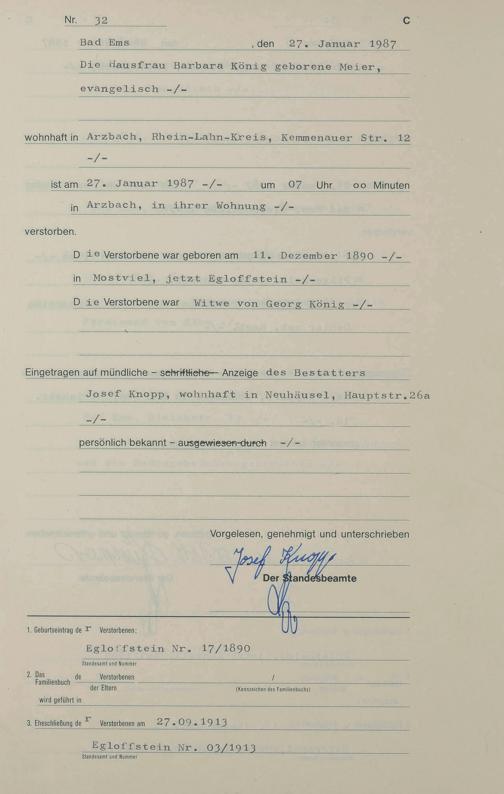 Nr. 32 C
Bad Ems , den 27. Januar 1987
Die Hausfrau Barbara König geborene Meier,
evangelisch -/-
wohnhaft in Arzbach, Rhein-Lahn-Kreis, Kemmenauer Str. 12
-/-
ist am 27. Januar 1987 -/- um 07 Uhr oo Minuten
in Arzbach, in ihrer Wohnung -/-
verstorben.
D ie Verstorbene war geboren am 11. Dezember 1890 -/-
in Mostviel, jetzt Egloffstein -/-
D ie Verstorbene war Witwe von Georg König -/-
Eingetragen auf mündliche – schriftliche – Anzeige des Bestatters
Josef Knopp, wohnhaft in Neuhäusel, Hauptstr.26a
-/-
persönlich bekannt – ausgewiesen durch -/-
Vorgelesen, genehmigt und unterschrieben
Josef Knopp
Der Standesbeamte
1. Geburtseintrag de r Verstorbenen:
Egloffstein Nr. 17/1890
Standesamt und Nummer
2. Das Familienbuch de Verstorbenen /
der Eltern (Kennzeichen des Familienbuchs)
wird geführt in
3. Eheschließung de r Verstorbenen am 27.09.1913
Egloffstein Nr. 03/1913
Standesamt und Nummer